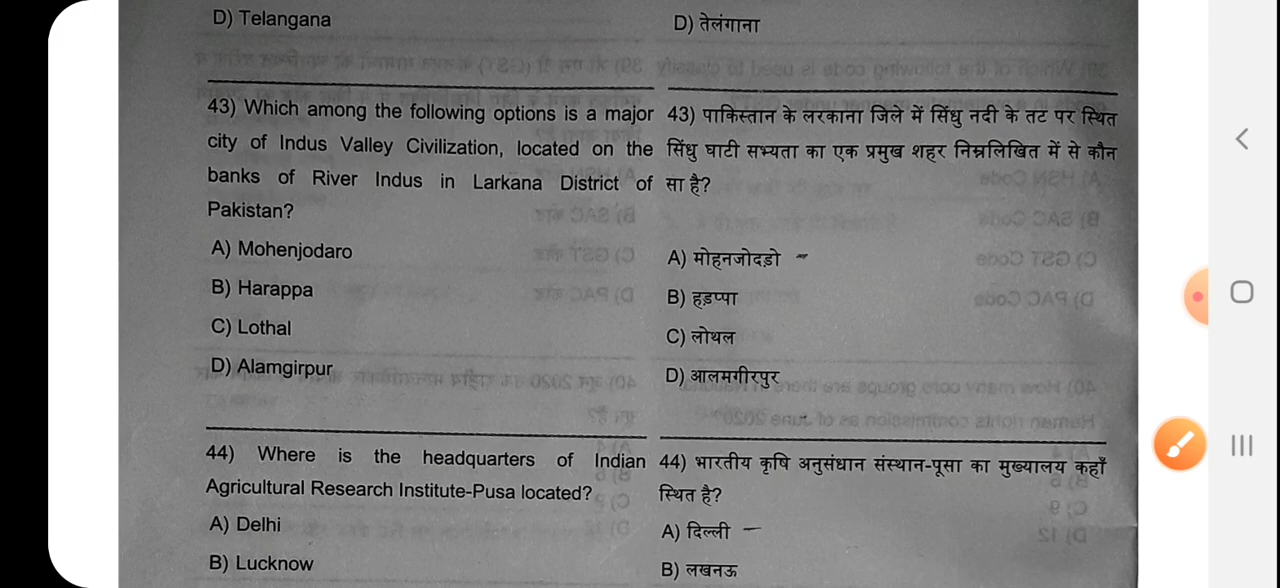 D) Telangana
43) Which among the following options is a major
city of Indus Valley Civilization, located on the
banks of River Indus in Larkana District of
Pakistan?
A) Mohenjodaro
B) Harappa
C) Lothal
D) Alamgirpur
44) Where is the headquarters of Indian
Agricultural Research Institute-Pusa located?
A) Delhi
B) Lucknow
D) तेलंगाना
43) पाकिस्तान के लरकाना जिले में सिंधु नदी के तट पर स्थित
सिंधु घाटी सभ्यता का एक प्रमुख शहर निम्नलिखित में से कौन
सा है?
A) मोहनजोदड़ो
B) हड़प्पा
C) लोथल
D) आलमगीरपुर
44) भारतीय कृषि अनुसंधान संस्थान-पूसा का मुख्यालय कहाँ
स्थित है?
A) दिल्ली
B) लखनऊ